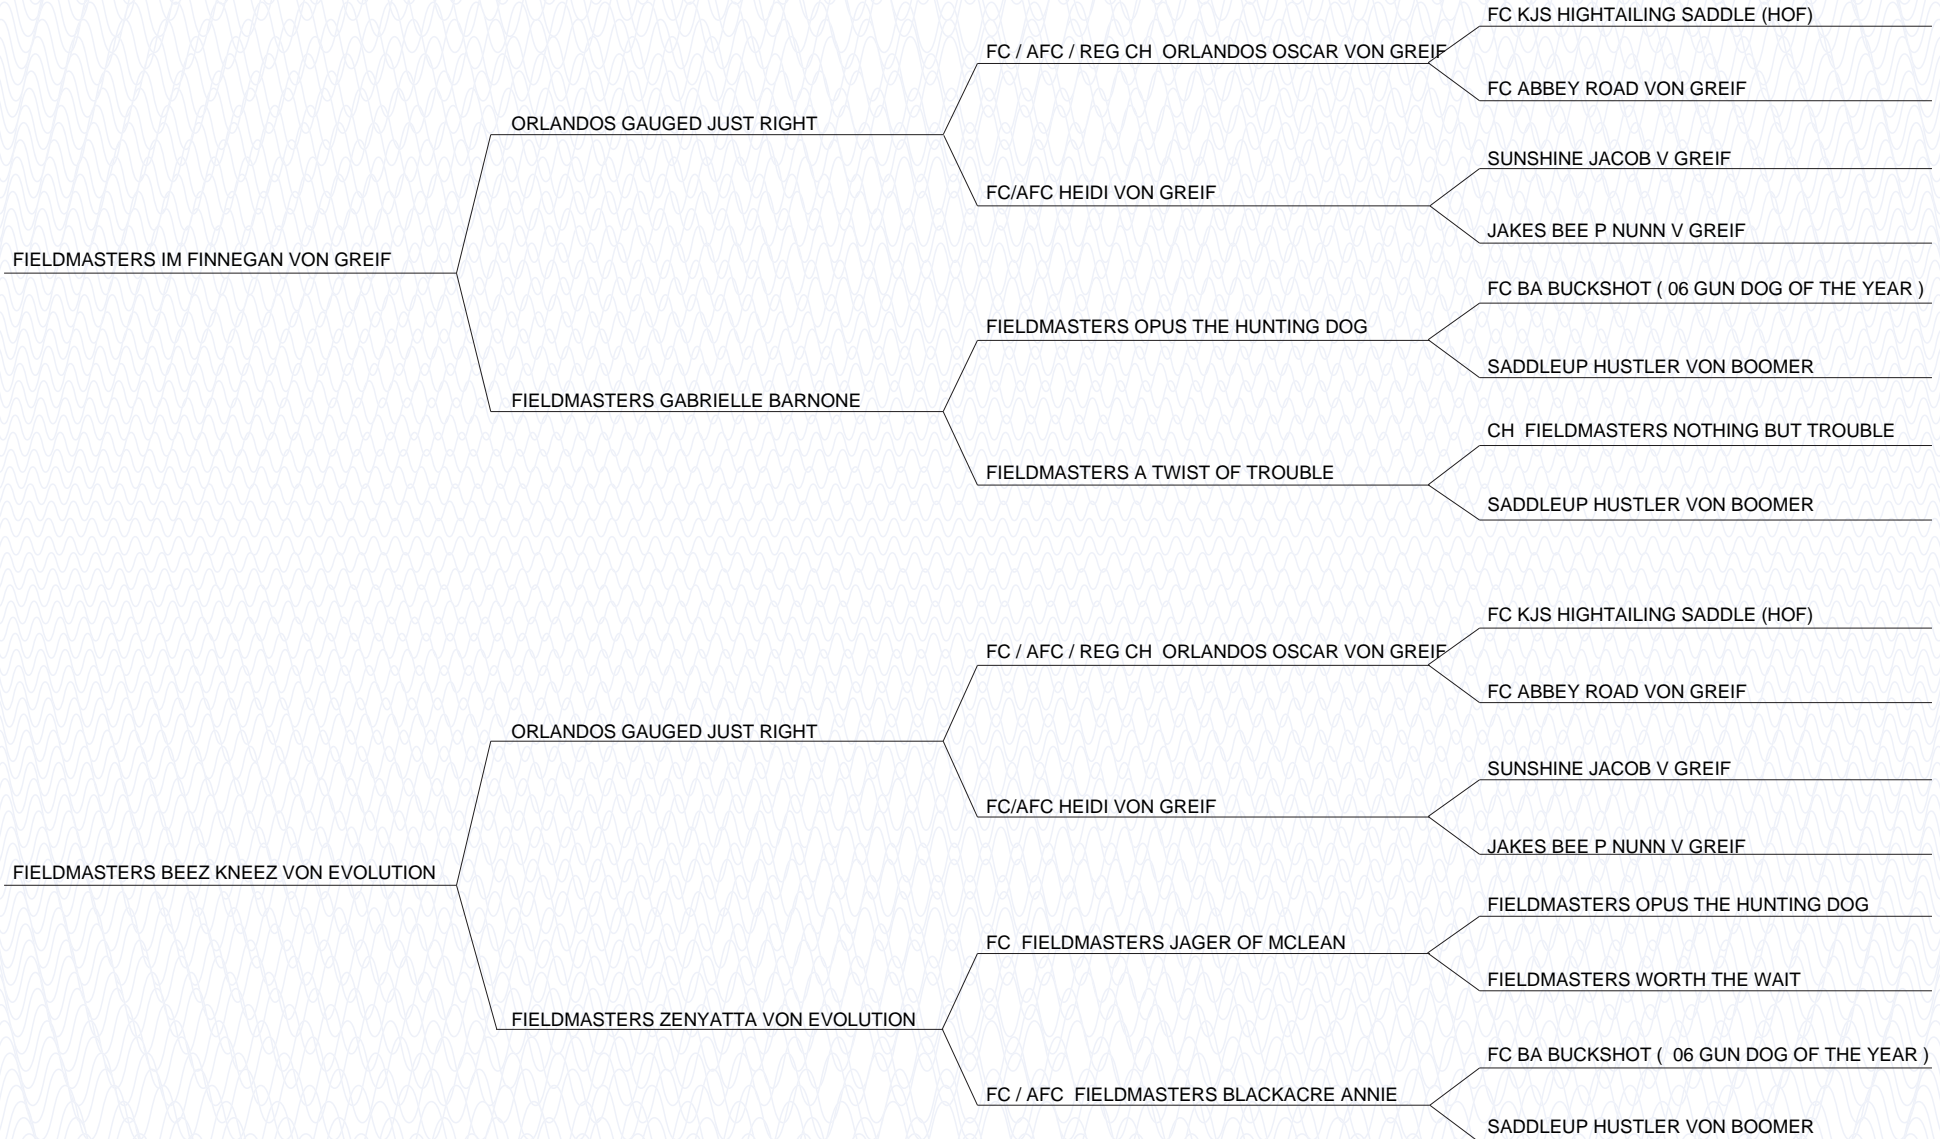 FC KJS HIGHTAILING SADDLE (HOF)
FC / AFC / REG CH  ORLANDOS OSCAR VON GREIF
FC ABBEY ROAD VON GREIF
ORLANDOS GAUGED JUST RIGHT
SUNSHINE JACOB V GREIF
FC/AFC HEIDI VON GREIF
JAKES BEE P NUNN V GREIF
FIELDMASTERS IM FINNEGAN VON GREIF
FC BA BUCKSHOT ( 06 GUN DOG OF THE YEAR )
FIELDMASTERS OPUS THE HUNTING DOG
SADDLEUP HUSTLER VON BOOMER
FIELDMASTERS GABRIELLE BARNONE
CH  FIELDMASTERS NOTHING BUT TROUBLE
FIELDMASTERS A TWIST OF TROUBLE
SADDLEUP HUSTLER VON BOOMER
FC KJS HIGHTAILING SADDLE (HOF)
FC / AFC / REG CH  ORLANDOS OSCAR VON GREIF
FC ABBEY ROAD VON GREIF
ORLANDOS GAUGED JUST RIGHT
SUNSHINE JACOB V GREIF
FC/AFC HEIDI VON GREIF
JAKES BEE P NUNN V GREIF
FIELDMASTERS BEEZ KNEEZ VON EVOLUTION
FIELDMASTERS OPUS THE HUNTING DOG
FC  FIELDMASTERS JAGER OF MCLEAN
FIELDMASTERS WORTH THE WAIT
FIELDMASTERS ZENYATTA VON EVOLUTION
FC BA BUCKSHOT (  06 GUN DOG OF THE YEAR )
FC / AFC  FIELDMASTERS BLACKACRE ANNIE
SADDLEUP HUSTLER VON BOOMER